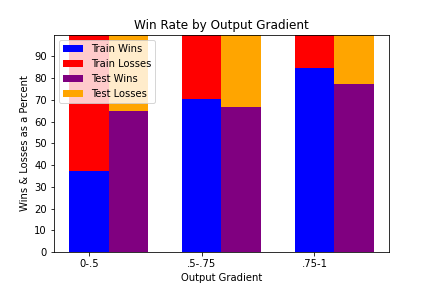 Win Rate by Output Gradient
Train Wins
Train Losses
Test Wins
Test Losses
Wins & Losses as a Percent
90
80
70
60
50
40
30
20
10
0
0-.5
.5-.75
.75-1
Output Gradient